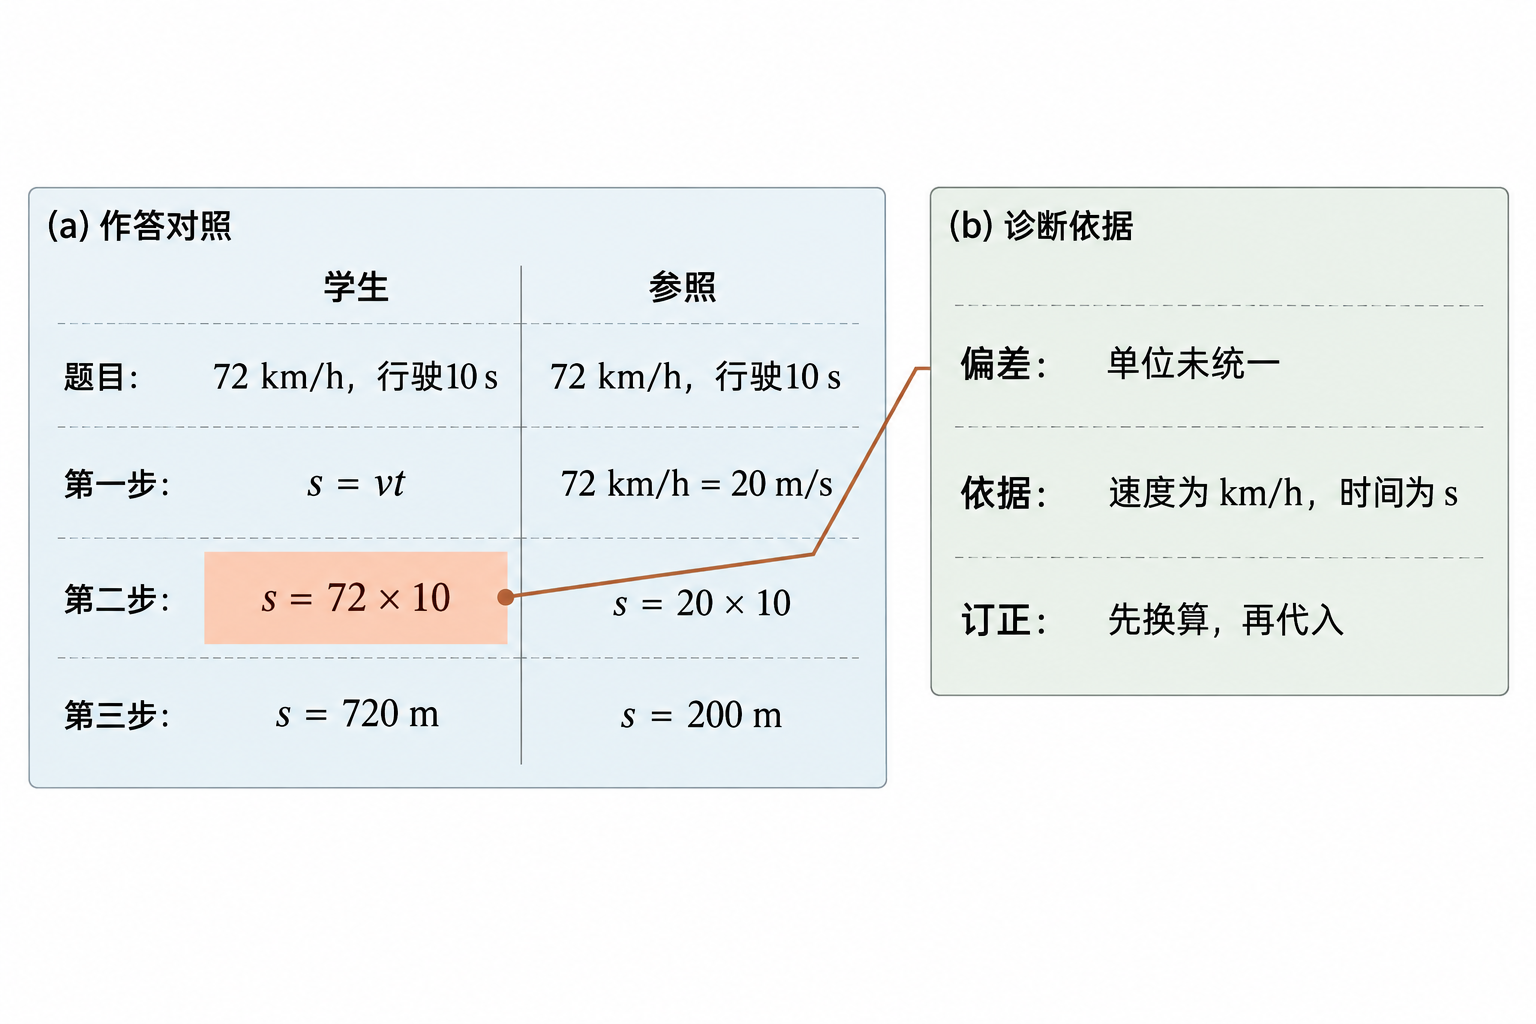 (a) 作答对照
学生 参照
题目： 72 km/h，行驶10 s 72 km/h，行驶10 s
第一步： s = vt 72 km/h = 20 m/s
第二步： s = 72 × 10 s = 20 × 10
第三步： s = 720 m s = 200 m
(b) 诊断依据
偏差： 单位未统一
依据： 速度为 km/h，时间为 s
订正： 先换算，再代入